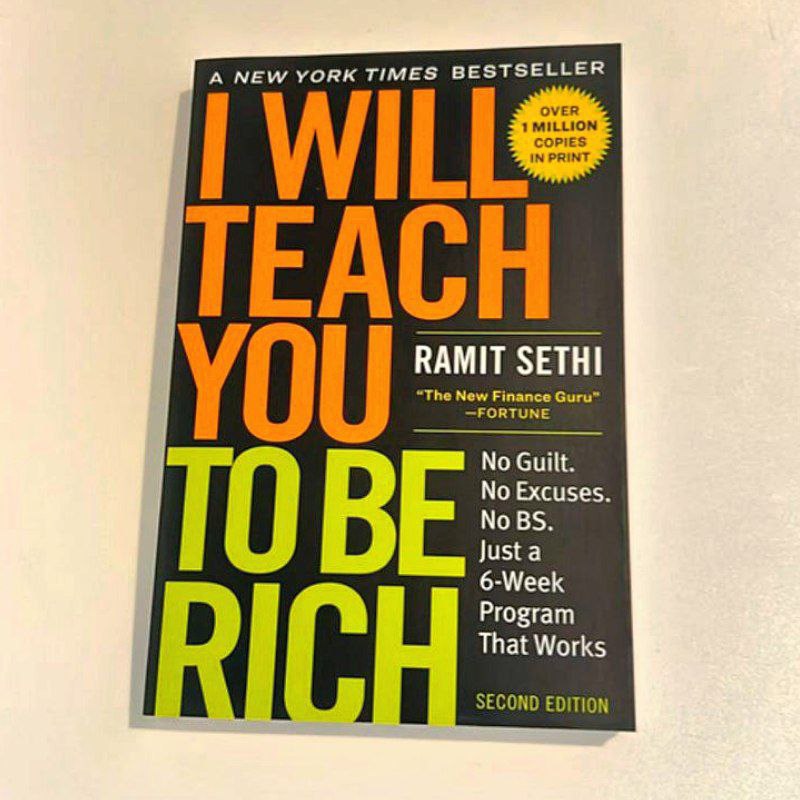 A NEW YORK TIMES BESTSELLER
I WILL
TEACH
YOU
TO BE
RICH
OVER
1 MILLION
COPIES
IN PRINT
RAMIT SETHI
“The New Finance Guru”
—FORTUNE
No Guilt.
No Excuses.
No BS.
Just a
6-Week
Program
That Works
SECOND EDITION